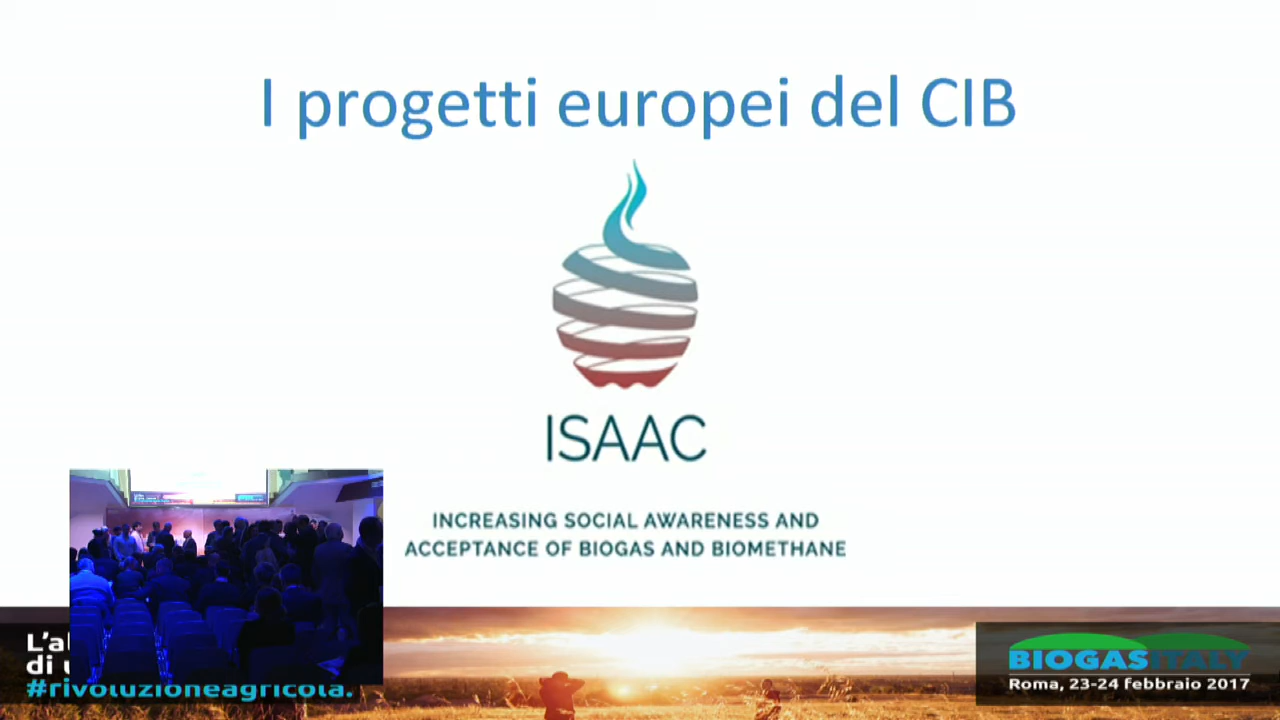 I progetti europei del CIB
ISAAC
INCREASING SOCIAL AWARENESS AND
ACCEPTANCE OF BIOGAS AND BIOMETHANE
#rivoluzioneagricola.
BIOGASITALY
Roma, 23-24 febbraio 2017